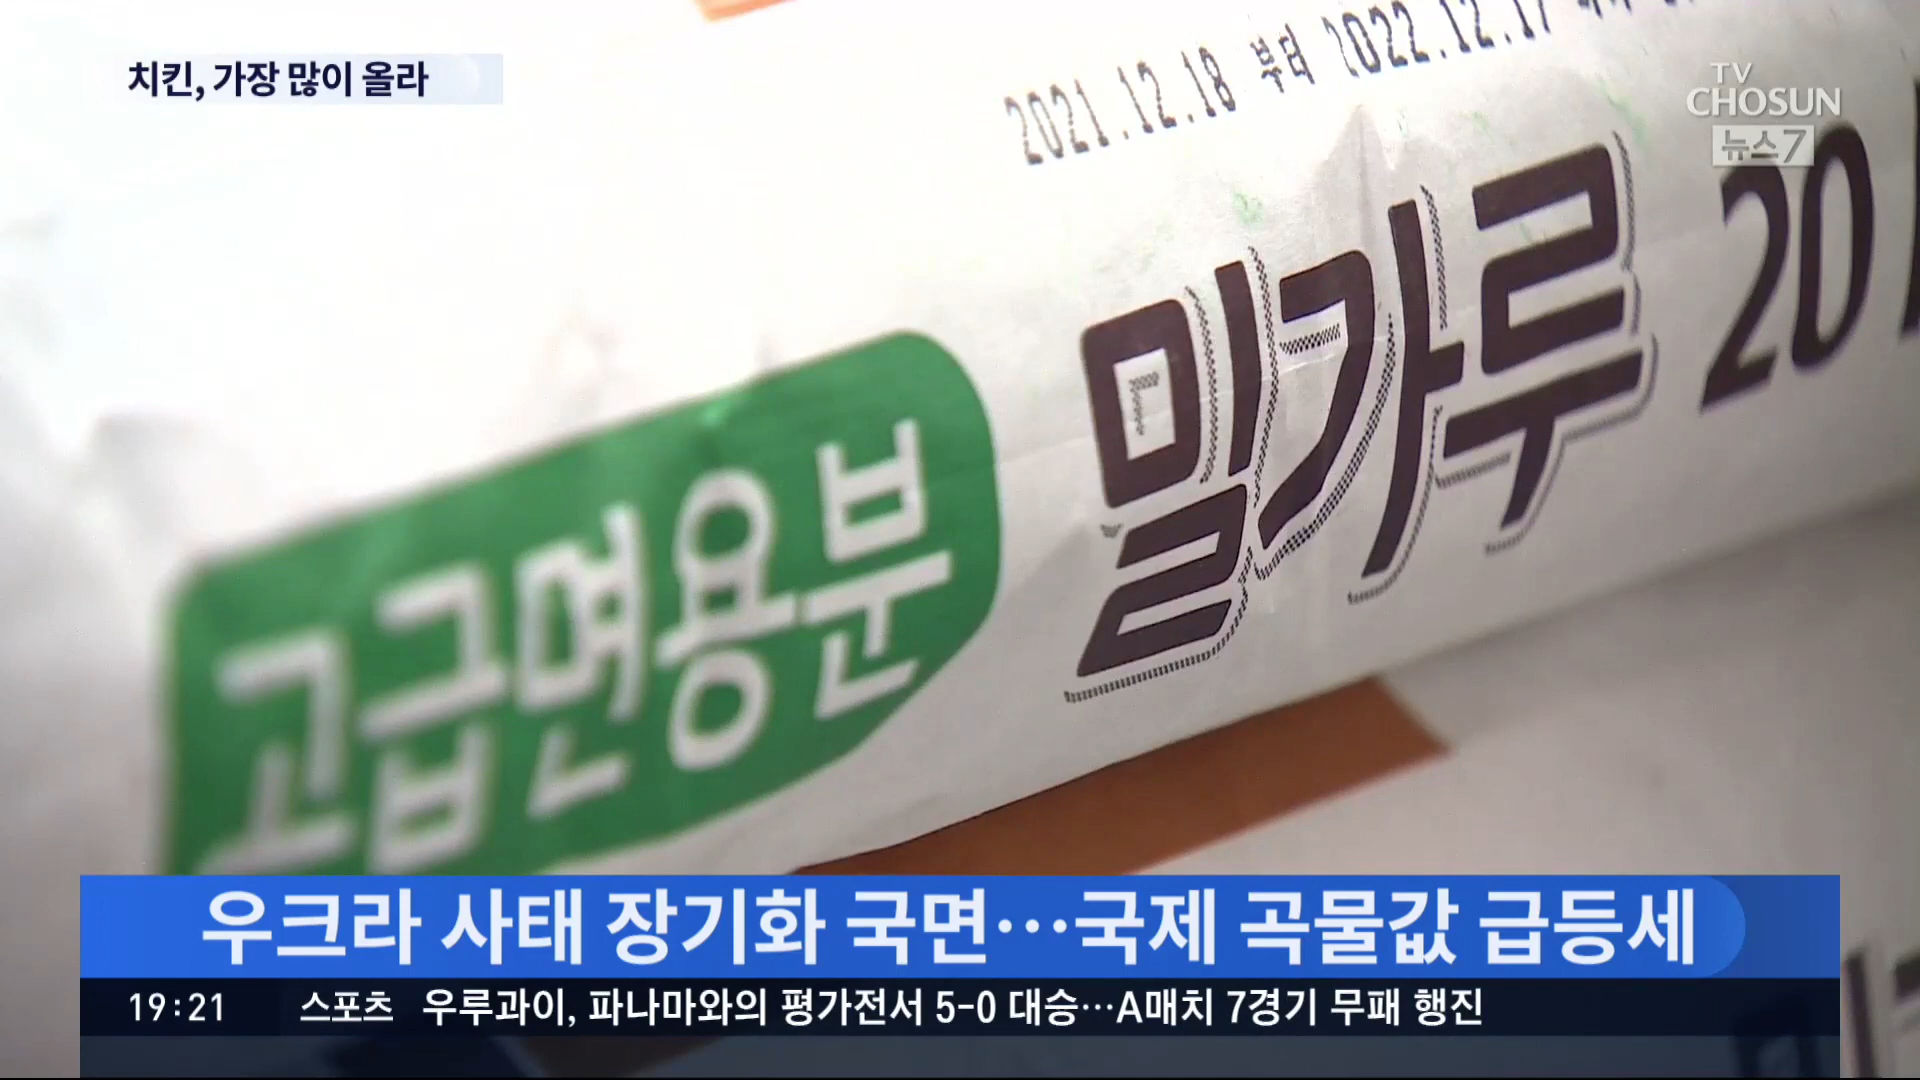 치킨, 가장 많이 올라
TV
CHOSUN
뉴스7
2021.12.18 부터 2022.12.17
고급면용분
밀가루 20
우크라 사태 장기화 국면…국제 곡물값 급등세
19:21 스포츠 우루과이, 파나마와의 평가전서 5-0 대승…A매치 7경기 무패 행진